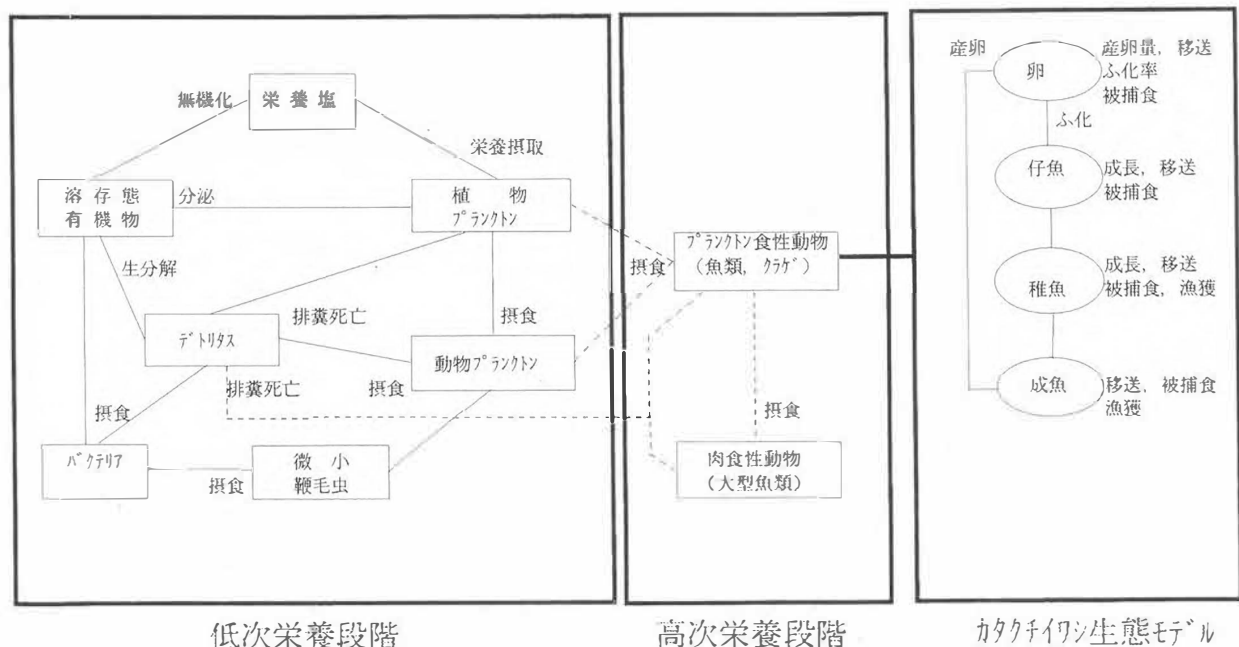 無機化
栄養塩
栄養摂取
溶存態
有機物
分泌
植物
プランクトン
生分解
デトリタス
排糞死亡
摂食
動物プランクトン
排糞死亡
摂食
摂食
バクテリア
摂食
微小
鞭毛虫
低次栄養段階
プランクトン食性動物
(魚類, クラゲ)
摂食
摂食
肉食性動物
(大型魚類)
高次栄養段階
産卵
卵
産卵量, 移送
ふ化率
被捕食
ふ化
仔魚
成長, 移送
被捕食
稚魚
成長, 移送
被捕食, 漁獲
成魚
移送, 被捕食
漁獲
カタクチイワシ生態モデル